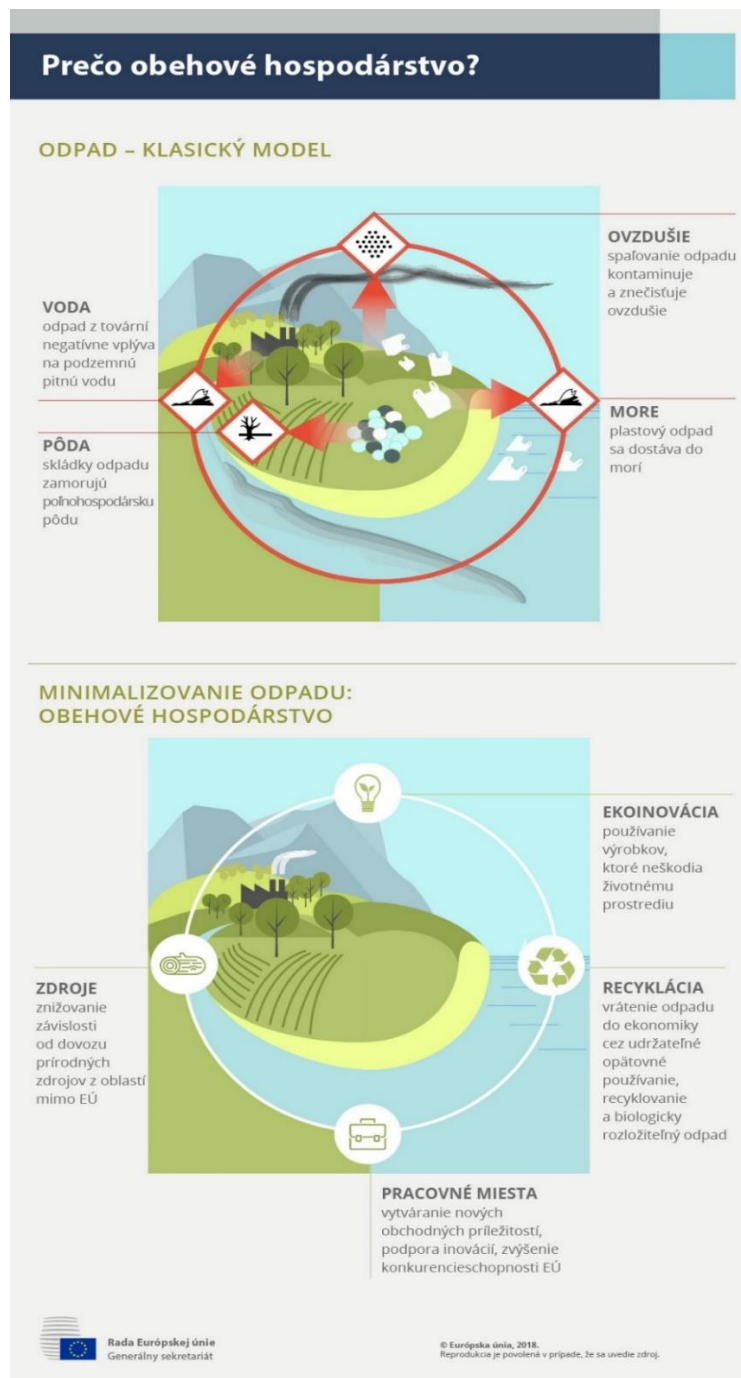 Prečo obehové hospodárstvo?
ODPAD – KLASICKÝ MODEL
OVZDUŠIE
spaľovanie odpadu
kontaminuje
a znečisťuje
ovzdušie
VODA
odpad z tovární
negatívne vplýva
na podzemnú
pitnú vodu
MORE
plastový odpad
sa dostáva do
morí
PÔDA
skládky odpadu
zamorujú
poľnohospodársku
pôdu
MINIMALIZOVANIE ODPADU:
OBEHOVÉ HOSPODÁRSTVO
EKOINOVÁCIA
používanie
výrobkov,
ktoré neškodia
životnému
prostrediu
ZDROJE
znižovanie
závislosti
od dovozu
prírodných
zdrojov z oblastí
mimo EÚ
RECYKLÁCIA
vrátenie odpadu
do ekonomiky
cez udržateľné
opätovné
používanie,
recyklovanie
a biologicky
rozložiteľný odpad
PRACOVNÉ MIESTA
vytváranie nových
obchodných príležitostí,
podpora inovácií, zvýšenie
konkurencieschopnosti EÚ
Rada Európskej únie
Generálny sekretariát
© Európska únia, 2018.
Reprodukcia je povolená v prípade, že sa uvedie zdroj.